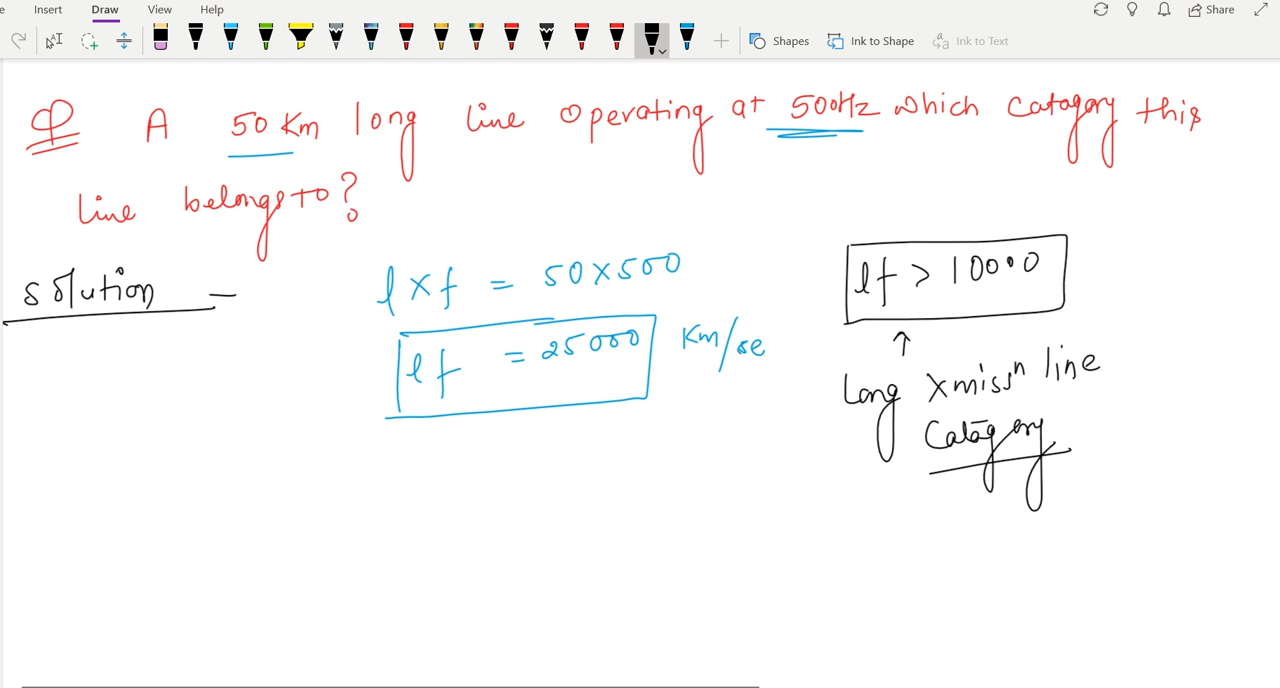 e Insert Draw View Help Share
Shapes Ink to Shape Ink to Text
Q A 50 Km long line operating at 500Hz which catagory this
line belongs to?
solution -
l x f = 50 x 500
lf = 25000 Km/se
lf > 10000
↑
Long Xmissⁿ line
Catagory